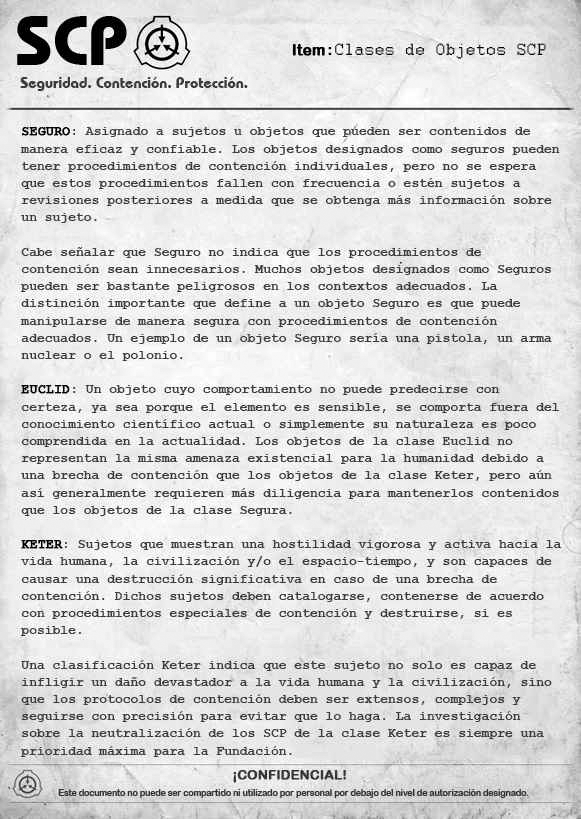 SCP
Item:Clases de Objetos SCP
Seguridad. Contención. Protección.
SEGURO: Asignado a sujetos u objetos que pueden ser contenidos de
manera eficaz y confiable. Los objetos designados como seguros pueden
tener procedimientos de contención individuales, pero no se espera
que estos procedimientos fallen con frecuencia o estén sujetos a
revisiones posteriores a medida que se obtenga más información sobre
un sujeto.
Cabe señalar que Seguro no indica que los procedimientos de
contención sean innecesarios. Muchos objetos designados como Seguros
pueden ser bastante peligrosos en los contextos adecuados. La
distinción importante que define a un objeto Seguro es que puede
manipularse de manera segura con procedimientos de contención
adecuados. Un ejemplo de un objeto Seguro sería una pistola, un arma
nuclear o el polonio.
EUCLID: Un objeto cuyo comportamiento no puede predecirse con
certeza, ya sea porque el elemento es sensible, se comporta fuera del
conocimiento científico actual o simplemente su naturaleza es poco
comprendida en la actualidad. Los objetos de la clase Euclid no
representan la misma amenaza existencial para la humanidad debido a
una brecha de contención que los objetos de la clase Keter, pero aún
así generalmente requieren más diligencia para mantenerlos contenidos
que los objetos de la clase Segura.
KETER: Sujetos que muestran una hostilidad vigorosa y activa hacia la
vida humana, la civilización y/o el espacio-tiempo, y son capaces de
causar una destrucción significativa en caso de una brecha de
contención. Dichos sujetos deben catalogarse, contenerse de acuerdo
con procedimientos especiales de contención y destruirse, si es
posible.
Una clasificación Keter indica que este sujeto no solo es capaz de
infligir un daño devastador a la vida humana y la civilización, sino
que los protocolos de contención deben ser extensos, complejos y
seguirse con precisión para evitar que lo haga. La investigación
sobre la neutralización de los SCP de la clase Keter es siempre una
prioridad máxima para la Fundación.
¡CONFIDENCIAL!
Este documento no puede ser compartido ni utilizado por personal por debajo del nivel de autorización designado.